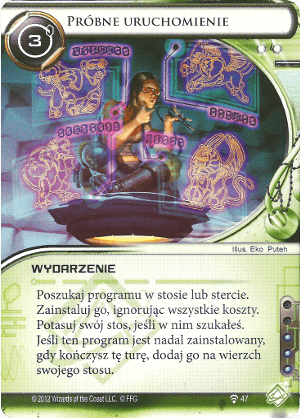 Próbne uruchomienie
3
Illus. Eko Puteh
WYDARZENIE
Poszukaj programu w stosie lub stercie.
Zainstaluj go, ignorując wszystkie koszty.
Potasuj swój stos, jeśli w nim szukałeś.
Jeśli ten program jest nadal zainstalowany,
gdy kończysz tę turę, dodaj go na wierzch
swojego stosu.
© 2012 Wizards of the Coast LLC. © FFG 47